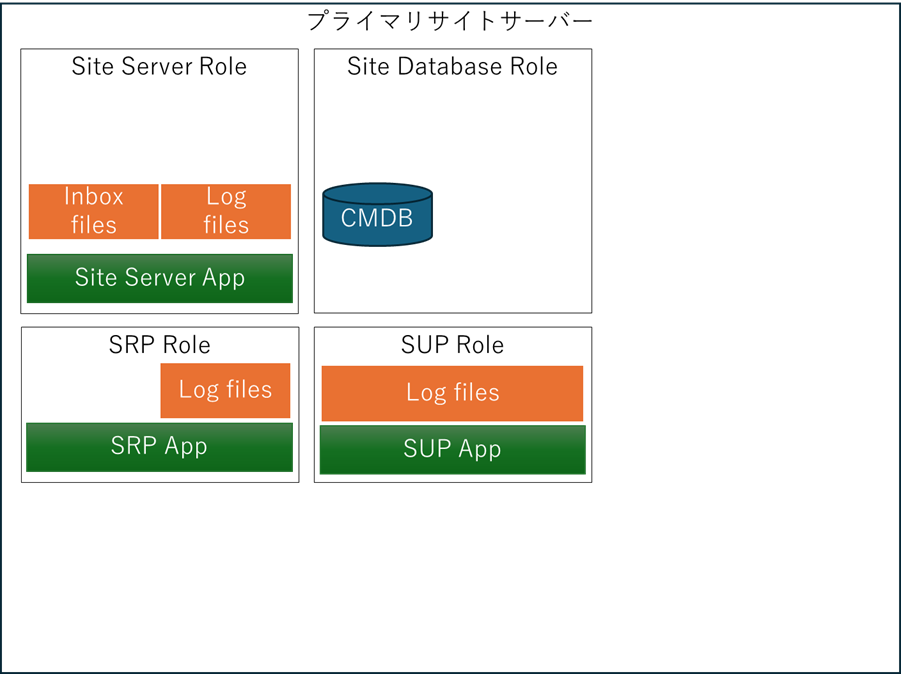 プライマリサイトサーバー
Site Server Role
Inbox
files
Log
files
Site Server App
Site Database Role
CMDB
SRP Role
Log files
SRP App
SUP Role
Log files
SUP App